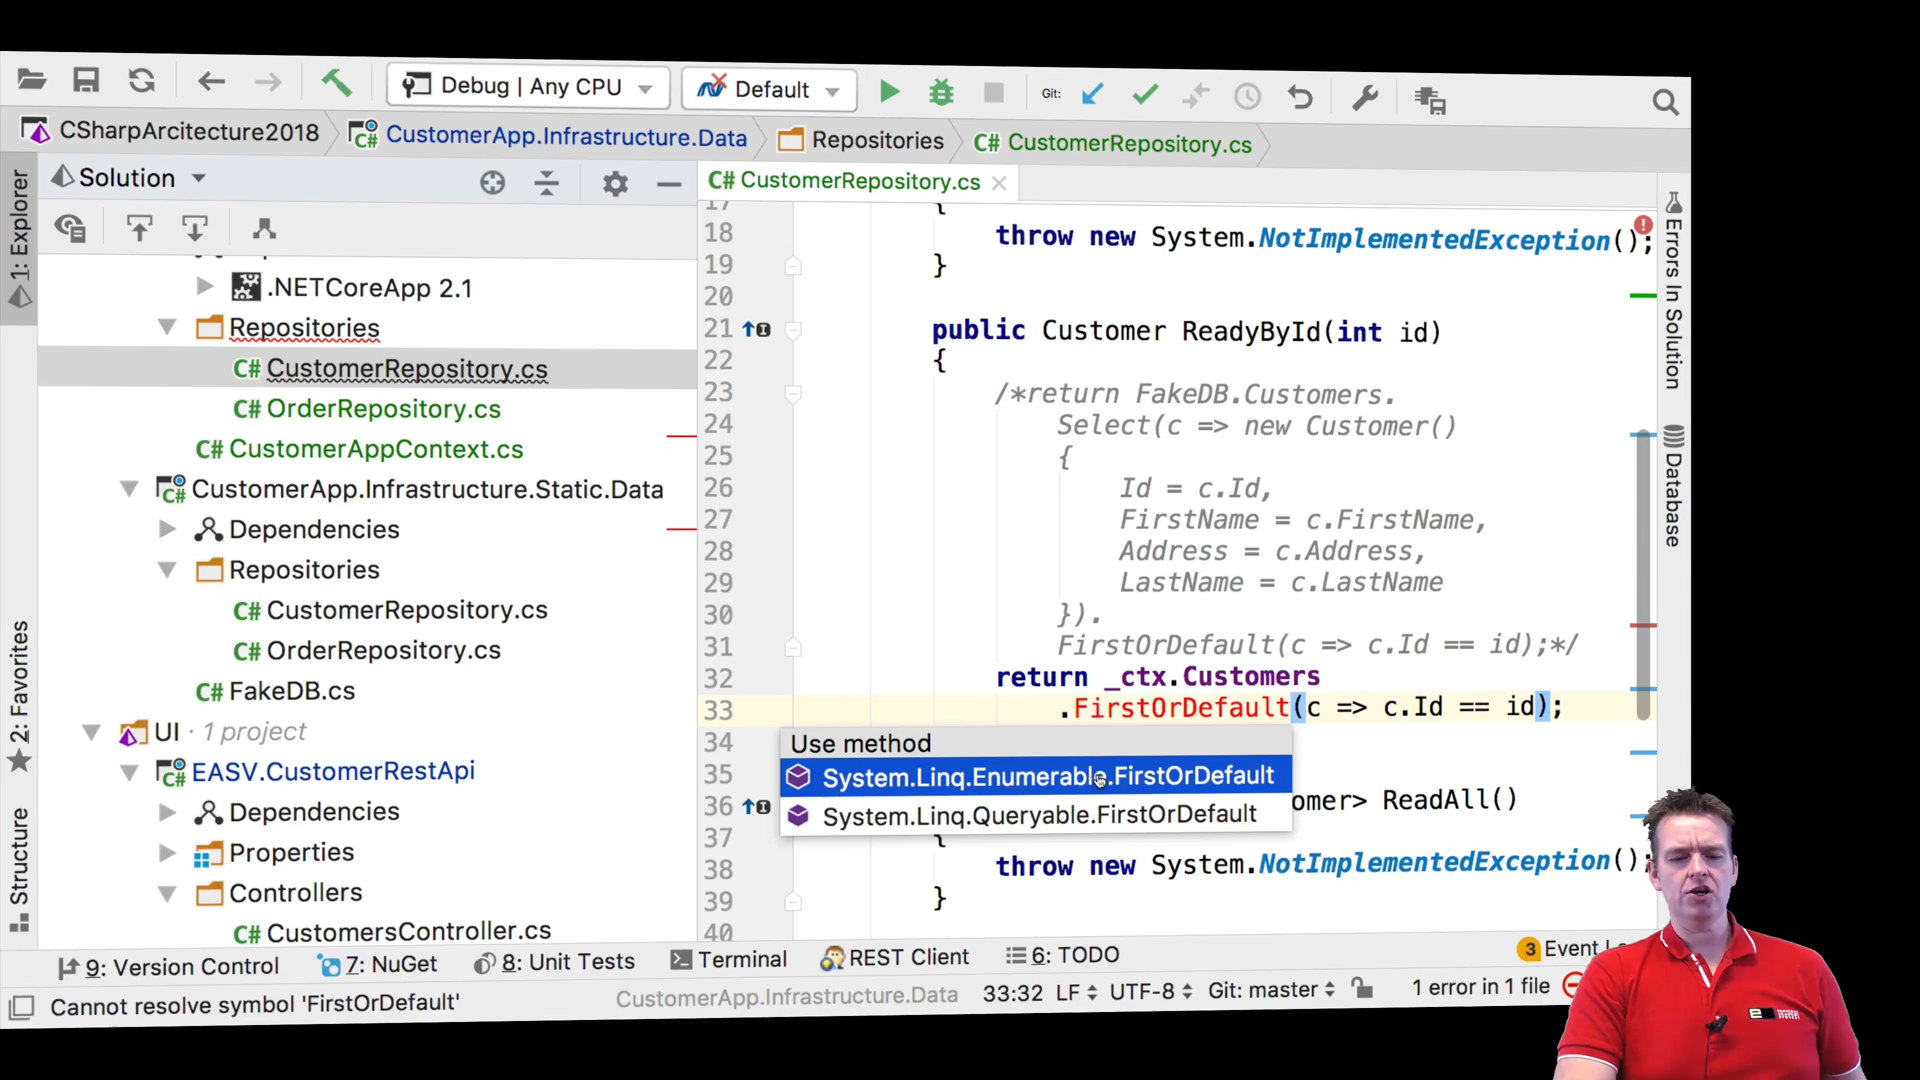 Debug | Any CPU
Default
Git:
CSharpArcitecture2018
CustomerApp.Infrastructure.Data
Repositories
C# CustomerRepository.cs
1: Explorer
2: Favorites
Structure
Solution
.NETCoreApp 2.1
Repositories
C# CustomerRepository.cs
C# OrderRepository.cs
C# CustomerAppContext.cs
CustomerApp.Infrastructure.Static.Data
Dependencies
Repositories
C# CustomerRepository.cs
C# OrderRepository.cs
C# FakeDB.cs
UI · 1 project
EASV.CustomerRestApi
Dependencies
Properties
Controllers
C# CustomersController.cs
C# CustomerRepository.cs
17 {
18 throw new System.NotImplementedException();
19 }
20
21 public Customer ReadyById(int id)
22 {
23 /*return FakeDB.Customers.
24 Select(c => new Customer()
25 {
26 Id = c.Id,
27 FirstName = c.FirstName,
28 Address = c.Address,
29 LastName = c.LastName
30 }).
31 FirstOrDefault(c => c.Id == id);*/
32 return _ctx.Customers
33 .FirstOrDefault(c => c.Id == id);
34
Use method
35 System.Linq.Enumerable.FirstOrDefault
36 omer> ReadAll()
System.Linq.Queryable.FirstOrDefault
37 {
38 throw new System.NotImplementedException();
39 }
40
Errors In Solution
Database
9: Version Control
7: NuGet
8: Unit Tests
Terminal
REST Client
6: TODO
3 Event
Cannot resolve symbol 'FirstOrDefault'
CustomerApp.Infrastructure.Data
33:32
LF
UTF-8
Git: master
1 error in 1 file